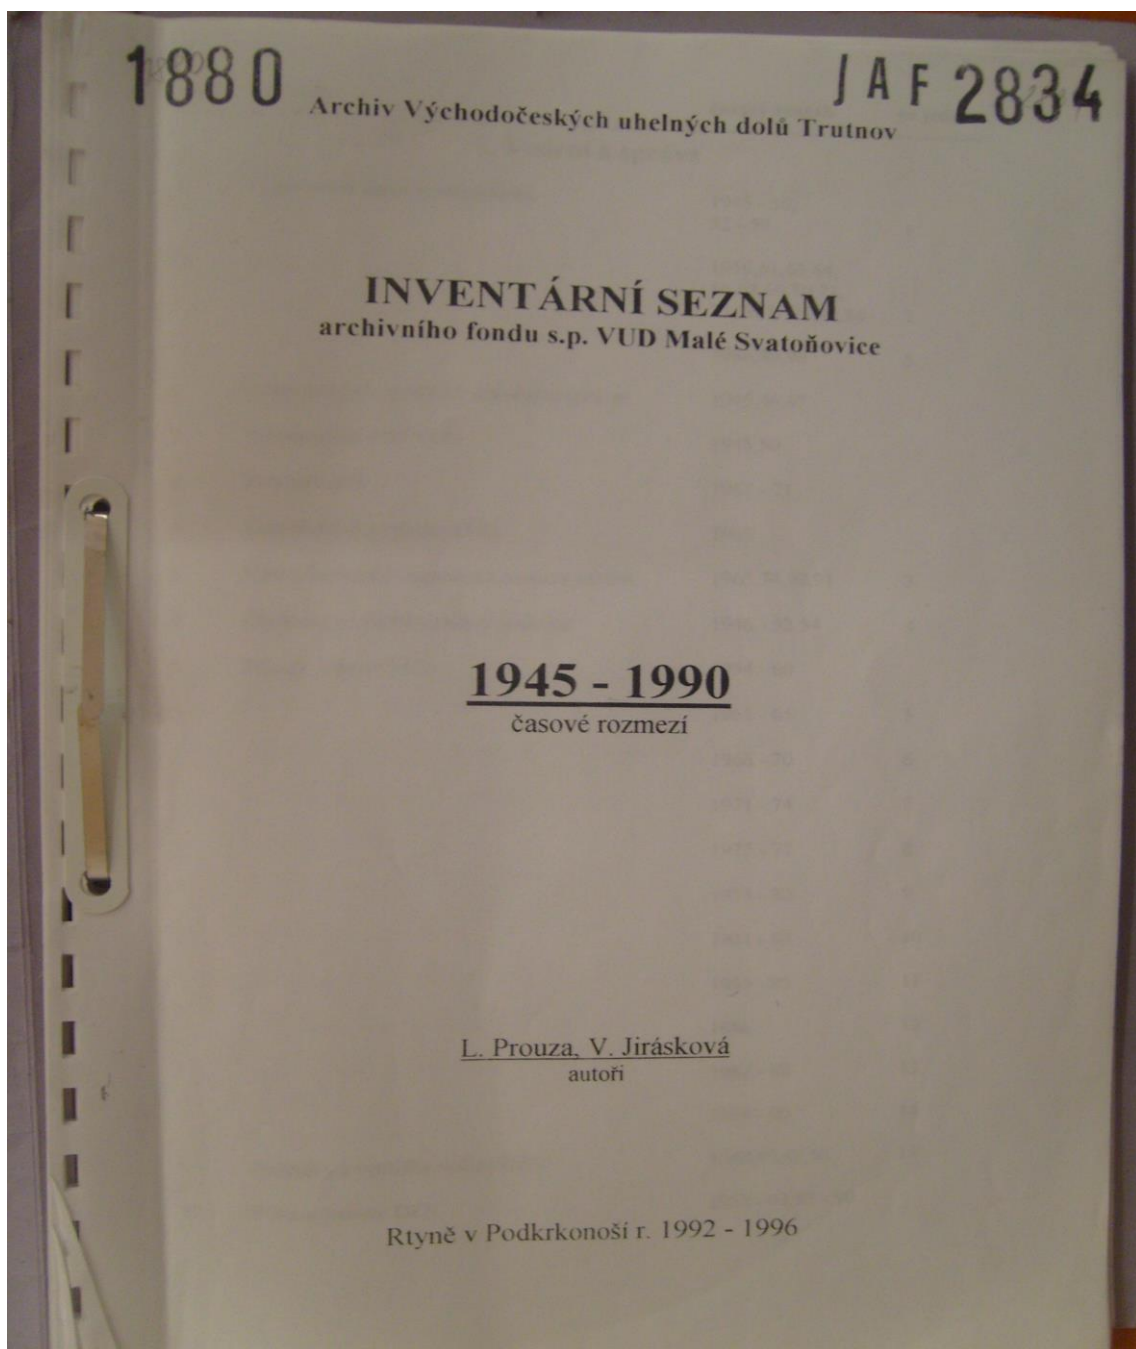 1880
JAF 2834
Archiv Východočeských uhelných dolů Trutnov
INVENTÁRNÍ SEZNAM
archivního fondu s.p. VUD Malé Svatoňovice
1945 - 1990
časové rozmezí
L. Prouza, V. Jirásková
autoři
Rtyně v Podkrkonoší r. 1992 - 1996